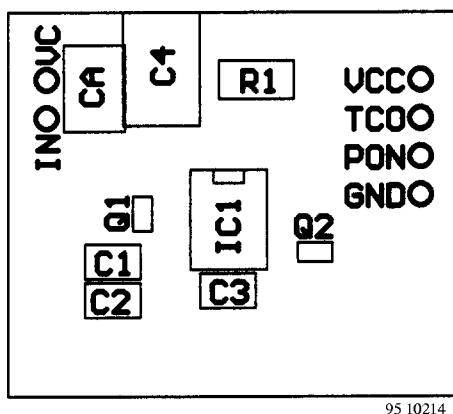 OVC
INO
CA
C4
R1
VCCO
TCOO
PONO
GNDO
Q1
IC1
Q2
C1
C2
C3
95 10214